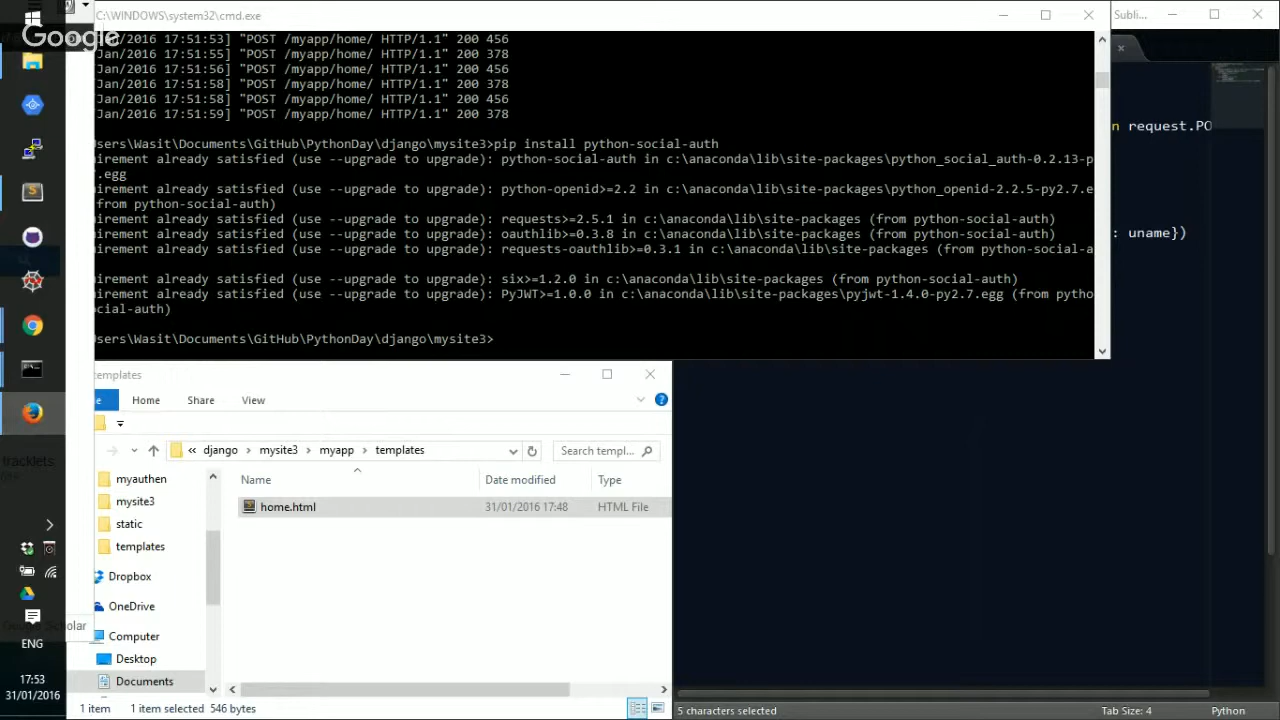 C:\WINDOWS\system32\cmd.exe
Subli...
Google
Jan/2016 17:51:53] "POST /myapp/home/ HTTP/1.1" 200 456
Jan/2016 17:51:55] "POST /myapp/home/ HTTP/1.1" 200 378
Jan/2016 17:51:56] "POST /myapp/home/ HTTP/1.1" 200 456
Jan/2016 17:51:58] "POST /myapp/home/ HTTP/1.1" 200 378
Jan/2016 17:51:58] "POST /myapp/home/ HTTP/1.1" 200 456
Jan/2016 17:51:59] "POST /myapp/home/ HTTP/1.1" 200 378
n request.PO
sers\Wasit\Documents\GitHub\PythonDay\django\mysite3>pip install python-social-auth
uirement already satisfied (use --upgrade to upgrade): python-social-auth in c:\anaconda\lib\site-packages\python_social_auth-0.2.13-p
.egg
uirement already satisfied (use --upgrade to upgrade): python-openid>=2.2 in c:\anaconda\lib\site-packages\python_openid-2.2.5-py2.7.e
(from python-social-auth)
uirement already satisfied (use --upgrade to upgrade): requests>=2.5.1 in c:\anaconda\lib\site-packages (from python-social-auth)
uirement already satisfied (use --upgrade to upgrade): oauthlib>=0.3.8 in c:\anaconda\lib\site-packages (from python-social-auth)
: uname})
uirement already satisfied (use --upgrade to upgrade): requests-oauthlib>=0.3.1 in c:\anaconda\lib\site-packages (from python-social-a
uirement already satisfied (use --upgrade to upgrade): six>=1.2.0 in c:\anaconda\lib\site-packages (from python-social-auth)
uirement already satisfied (use --upgrade to upgrade): PyJWT>=1.0.0 in c:\anaconda\lib\site-packages\pyjwt-1.4.0-py2.7.egg (from pytho
ocial-auth)
sers\Wasit\Documents\GitHub\PythonDay\django\mysite3>
templates
e Home Share View
« django > mysite3 > myapp > templates
Search templ...
Name Date modified Type
home.html 31/01/2016 17:48 HTML File
myauthen
mysite3
static
templates
Dropbox
OneDrive
Computer
Desktop
Documents
1 item 1 item selected 546 bytes
tracklets
Scholar
ENG
17:53
31/01/2016
5 characters selected
Tab Size: 4
Python